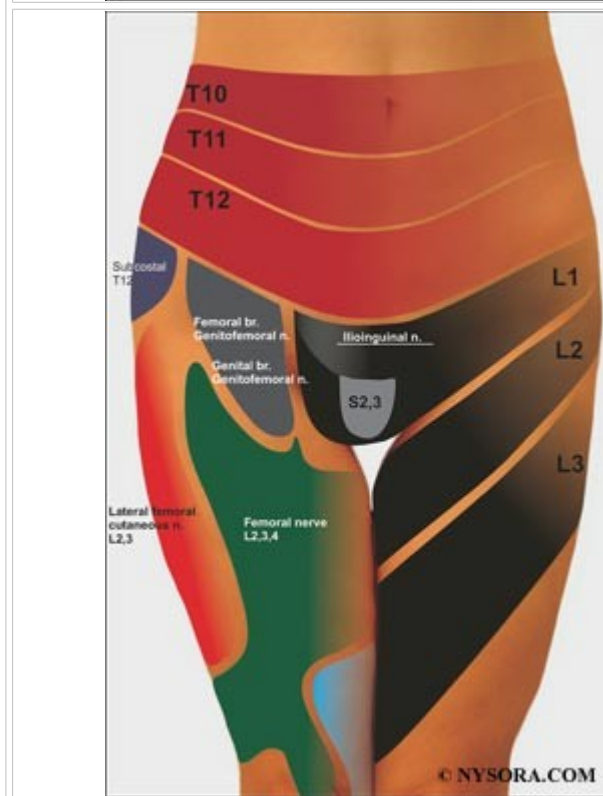 T10
T11
T12
Subcostal
T12
L1
Femoral br.
Genitofemoral n.
Ilioinguinal n.
L2
Genital br.
Genitofemoral n.
S2,3
L3
Lateral femoral
cutaneous n.
L2,3
Femoral nerve
L2,3,4
© NYSORA.COM